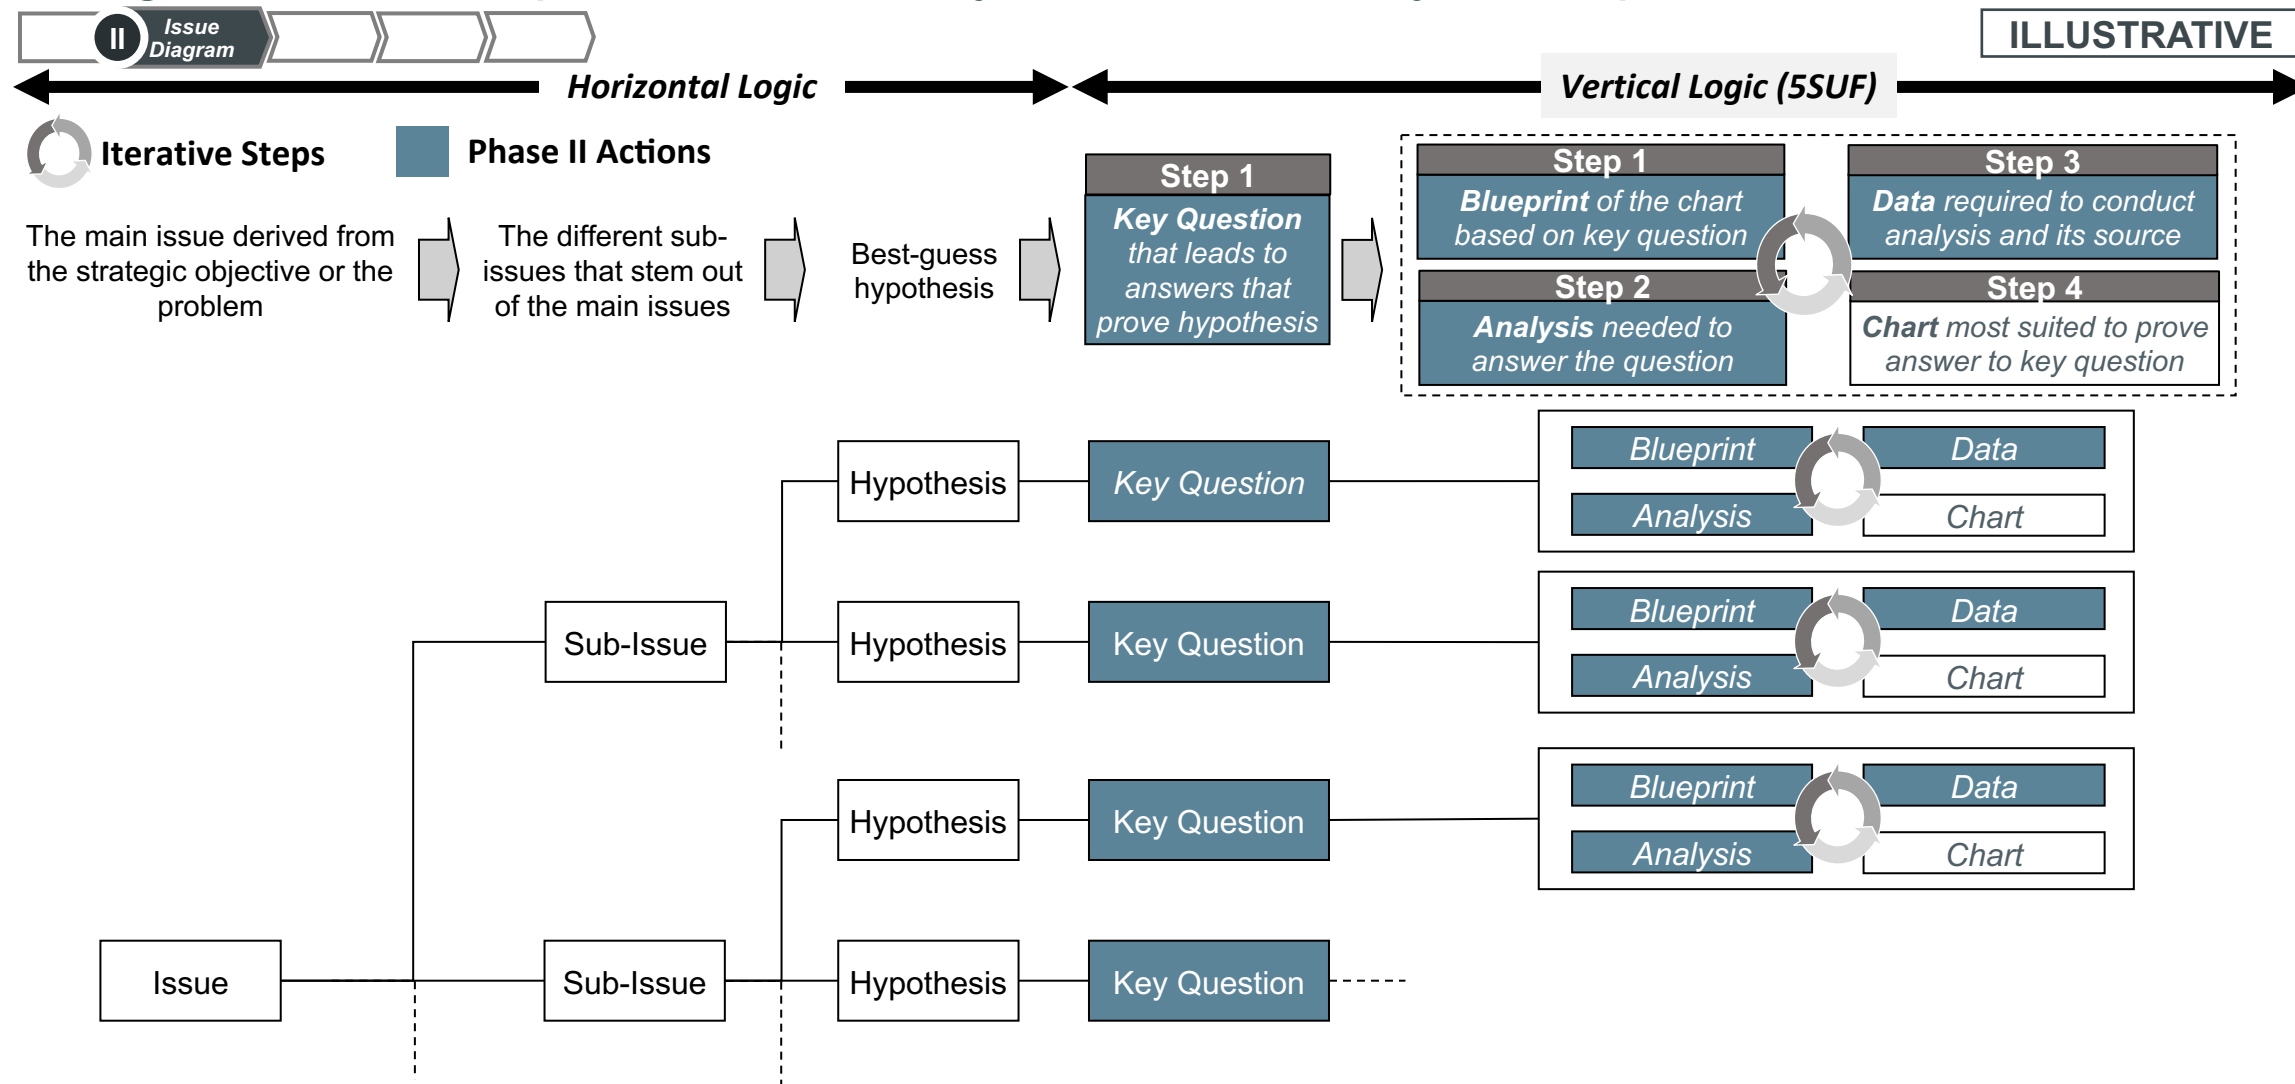 II
Issue
Diagram
ILLUSTRATIVE
Horizontal Logic
Vertical Logic (5SUF)
Iterative Steps
Phase II Actions
The main issue derived from
the strategic objective or the
problem
The different sub-
issues that stem out
of the main issues
Best-guess
hypothesis
Step 1
Key Question
that leads to
answers that
prove hypothesis
Step 1
Blueprint of the chart
based on key question
Step 3
Data required to conduct
analysis and its source
Step 2
Analysis needed to
answer the question
Step 4
Chart most suited to prove
answer to key question
Hypothesis
Key Question
Blueprint
Data
Analysis
Chart
Sub-Issue
Hypothesis
Key Question
Blueprint
Data
Analysis
Chart
Hypothesis
Key Question
Blueprint
Data
Analysis
Chart
Issue
Sub-Issue
Hypothesis
Key Question